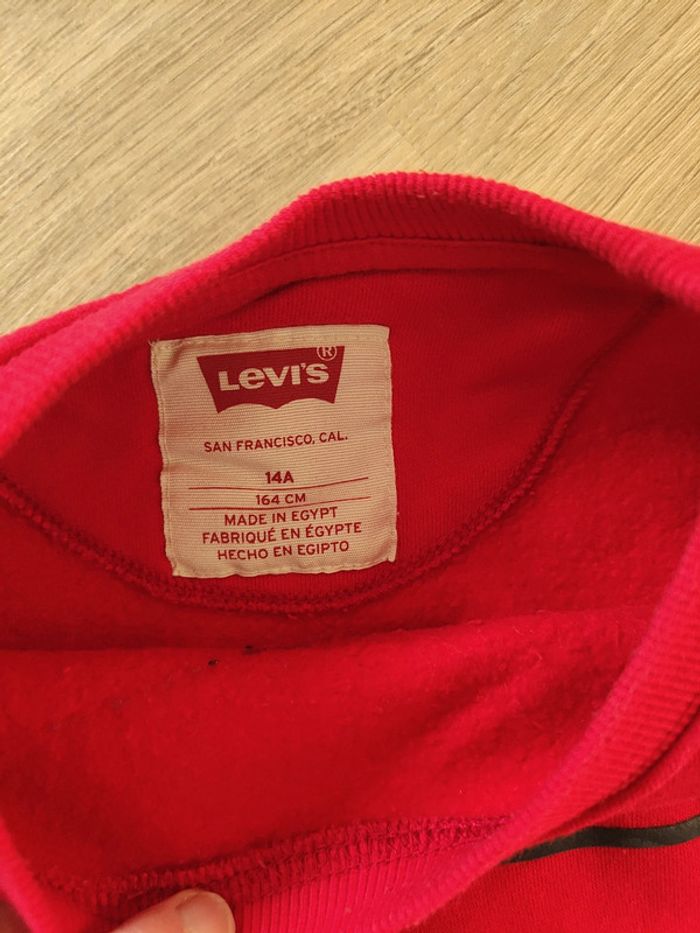 LEVI'S®
SAN FRANCISCO, CAL.
14A
164 CM
MADE IN EGYPT
FABRIQUÉ EN ÉGYPTE
HECHO EN EGIPTO